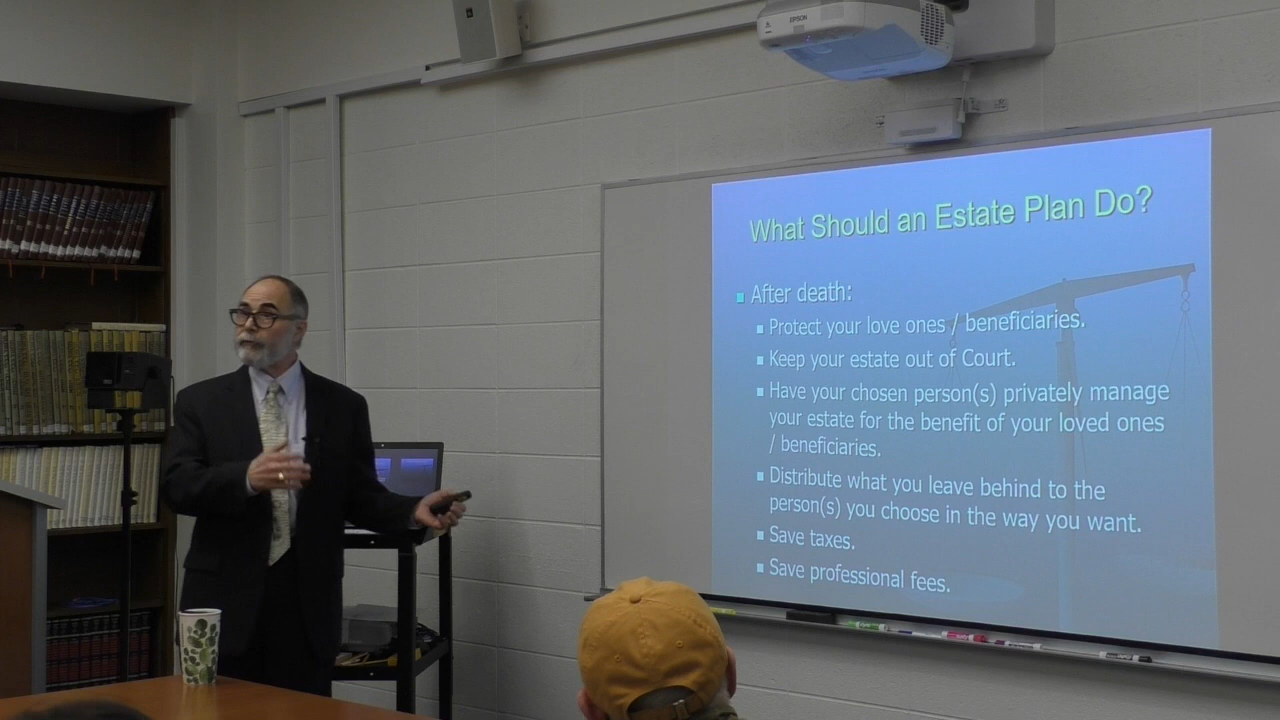 EPSON
What Should an Estate Plan Do?
After death:
Protect your love ones / beneficiaries.
Keep your estate out of Court.
Have your chosen person(s) privately manage
your estate for the benefit of your loved ones
/ beneficiaries.
Distribute what you leave behind to the
person(s) you choose in the way you want.
Save taxes.
Save professional fees.